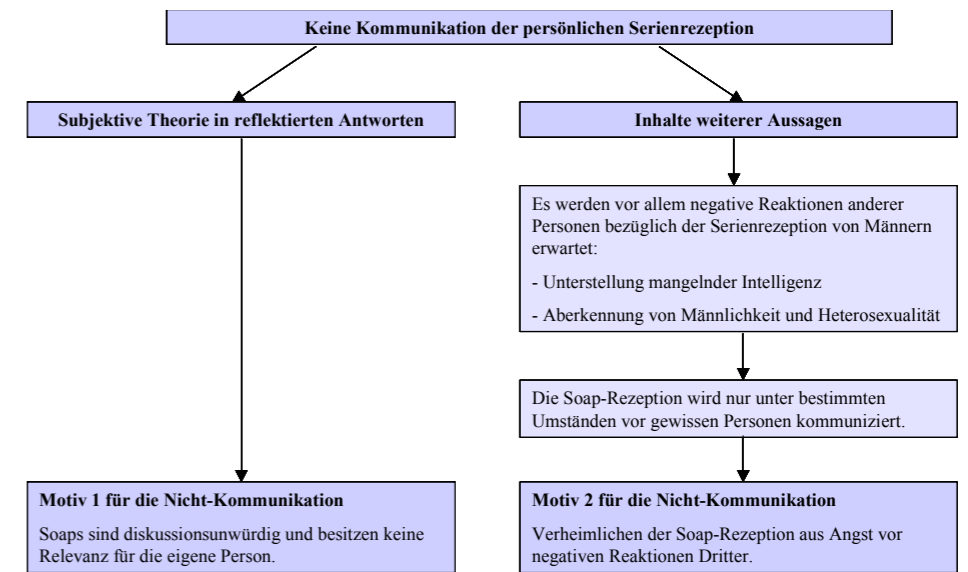 Keine Kommunikation der persönlichen Serienrezeption
Subjektive Theorie in reflektierten Antworten
Inhalte weiterer Aussagen
Es werden vor allem negative Reaktionen anderer
Personen bezüglich der Serienrezeption von Männern
erwartet:
- Unterstellung mangelnder Intelligenz
- Aberkennung von Männlichkeit und Heterosexualität
Die Soap-Rezeption wird nur unter bestimmten
Umständen vor gewissen Personen kommuniziert.
Motiv 1 für die Nicht-Kommunikation
Soaps sind diskussionsunwürdig und besitzen keine
Relevanz für die eigene Person.
Motiv 2 für die Nicht-Kommunikation
Verheimlichen der Soap-Rezeption aus Angst vor
negativen Reaktionen Dritter.